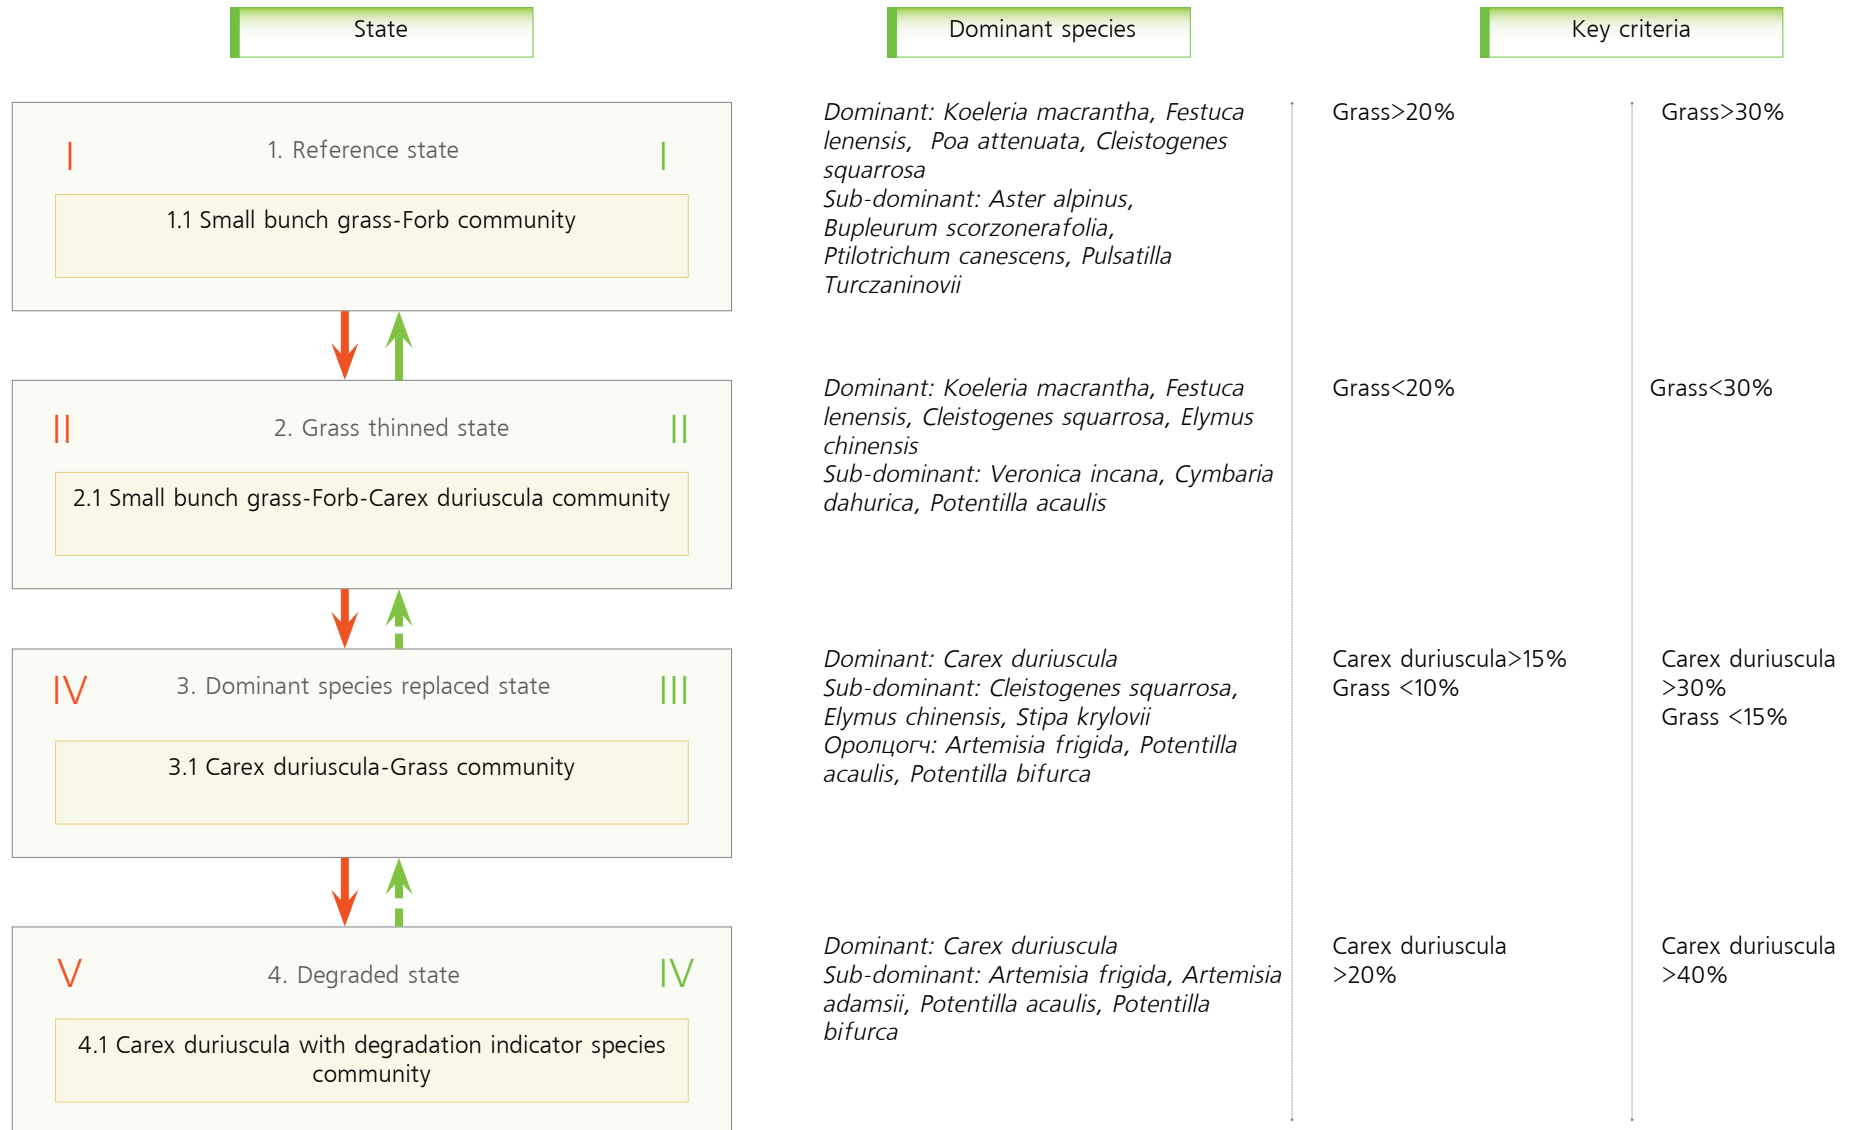 State
Dominant species
Key criteria
I
1. Reference state
I
1.1 Small bunch grass-Forb community
Dominant: Koeleria macrantha, Festuca
lenensis, Poa attenuata, Cleistogenes
squarrosa
Sub-dominant: Aster alpinus,
Bupleurum scorzonerafolia,
Ptilotrichum canescens, Pulsatilla
Turczaninovii
Grass>20%
Grass>30%
II
2. Grass thinned state
II
2.1 Small bunch grass-Forb-Carex duriuscula community
Dominant: Koeleria macrantha, Festuca
lenensis, Cleistogenes squarrosa, Elymus
chinensis
Sub-dominant: Veronica incana, Cymbaria
dahurica, Potentilla acaulis
Grass<20%
Grass<30%
IV
3. Dominant species replaced state
III
3.1 Carex duriuscula-Grass community
Dominant: Carex duriuscula
Sub-dominant: Cleistogenes squarrosa,
Elymus chinensis, Stipa krylovii
Оролцогч: Artemisia frigida, Potentilla
acaulis, Potentilla bifurca
Carex duriuscula>15%
Grass <10%
Carex duriuscula
>30%
Grass <15%
V
4. Degraded state
IV
4.1 Carex duriuscula with degradation indicator species
community
Dominant: Carex duriuscula
Sub-dominant: Artemisia frigida, Artemisia
adamsii, Potentilla acaulis, Potentilla
bifurca
Carex duriuscula
>20%
Carex duriuscula
>40%